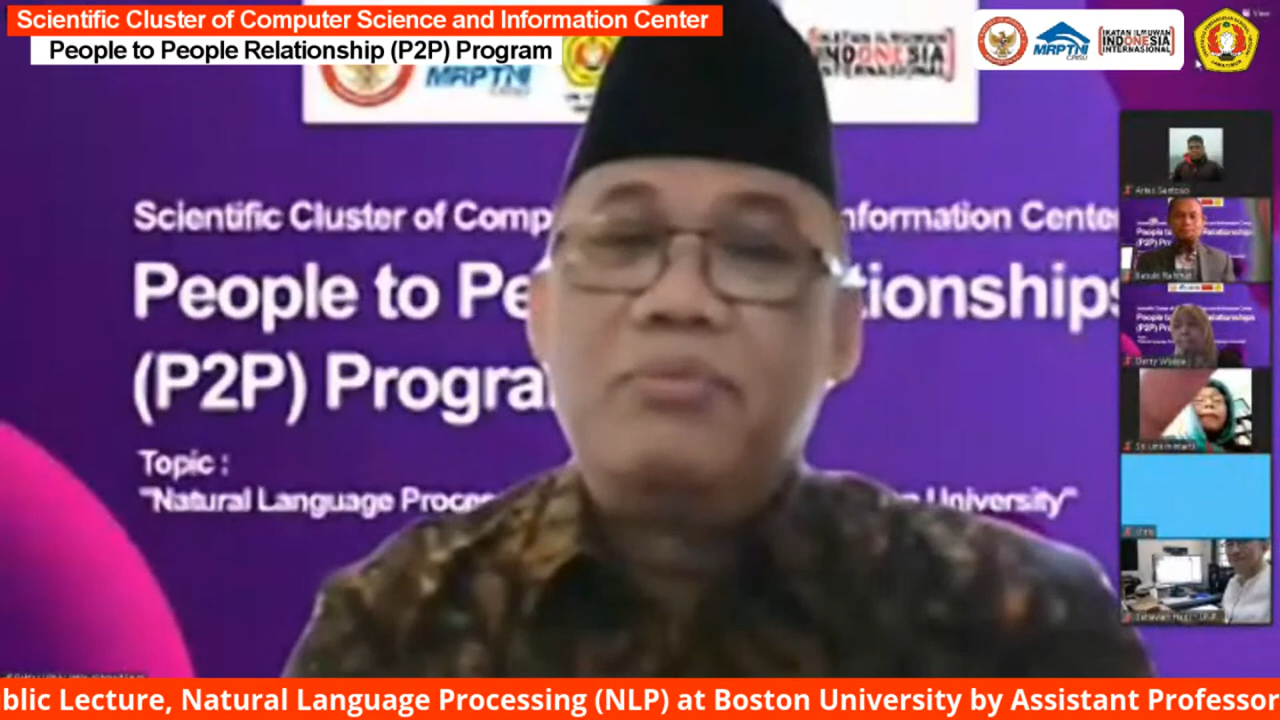 Scientific Cluster of Computer Science and Information Center
People to People Relationship (P2P) Program
MRPTNI
IKATAN ILMUWAN
INDONESIA
INTERNASIONAL
View
MRPTNI
INDONESIA
Scientific Cluster of Comp
nformation Center
People to Pe
tionships
(P2P) Progra
Topic :
"Natural Language Proces
University"
blic Lecture, Natural Language Processing (NLP) at Boston University by Assistant Professor